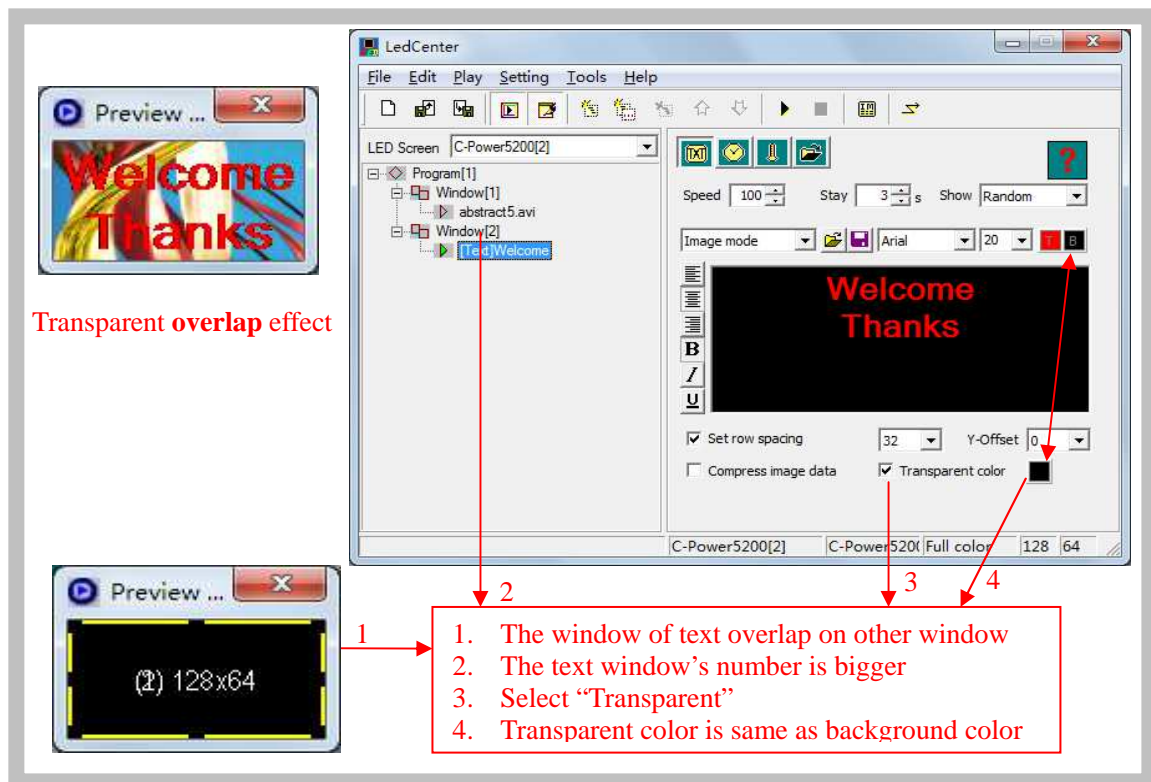 LedCenter
File Edit Play Setting Tools Help
Preview ...
Welcome
Thanks
Transparent overlap effect
LED Screen C-Power5200[2]
Program[1]
Window[1]
abstract5.avi
Window[2]
[Text]Welcome
TXT
?
Speed 100 Stay 3 s Show Random
Image mode Arial 20 T B
Welcome
Thanks
B
I
U
Set row spacing 32 Y-Offset 0
Compress image data Transparent color
C-Power5200[2] C-Power520( Full color 128 64
Preview ...
128x64
1
2
3
4
1. The window of text overlap on other window
2. The text window's number is bigger
3. Select “Transparent”
4. Transparent color is same as background color